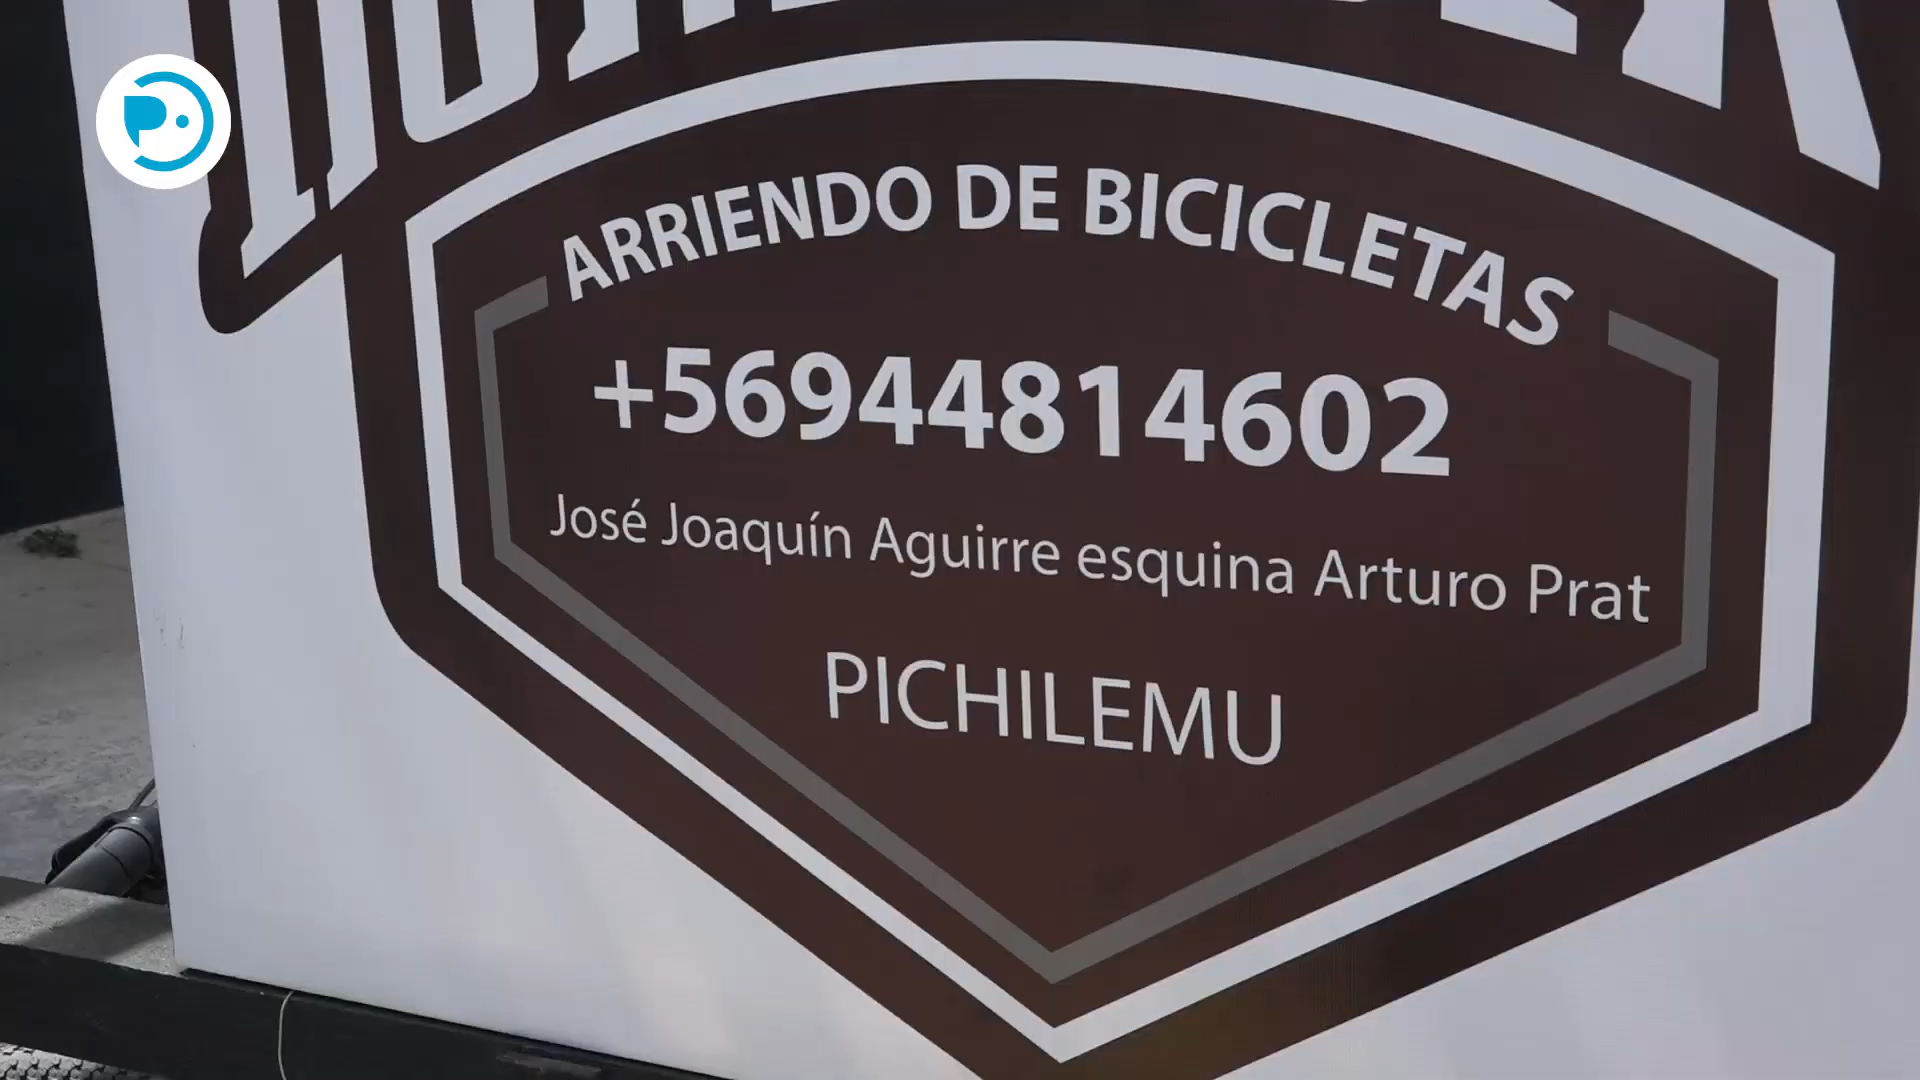 ARRIENDO DE BICICLETAS
+56944814602
José Joaquín Aguirre esquina Arturo Prat
PICHILEMU